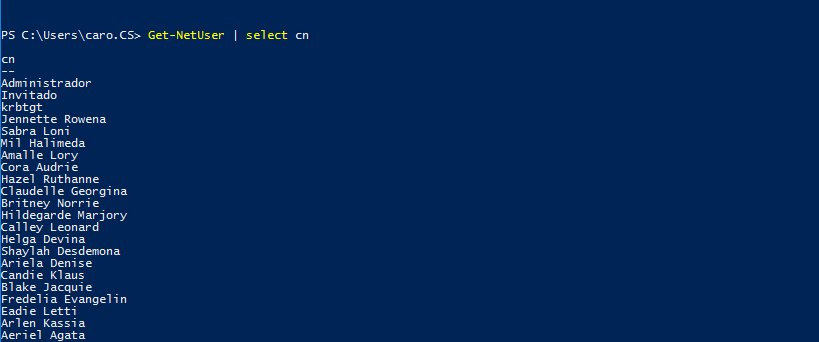 PS C:\Users\caro.CS> Get-NetUser | select cn
cn
--
Administrador
Invitado
krbtgt
Jennette Rowena
Sabra Loni
Mil Halimeda
Amalle Lory
Cora Audrie
Hazel Ruthanne
Claudelle Georgina
Britney Norrie
Hildegarde Marjory
Calley Leonard
Helga Devina
Shaylah Desdemona
Ariela Denise
Candie Klaus
Blake Jacquie
Fredelia Evangelin
Eadie Letti
Arlen Kassia
Aeriel Agata